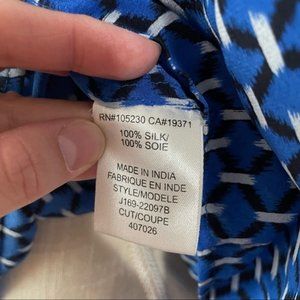 RN#105230 CA#19371
100% SILK/
100% SOIE
MADE IN INDIA
FABRIQUE EN INDE
STYLE/MODELE
J169-22097B
CUT/COUPE
407026